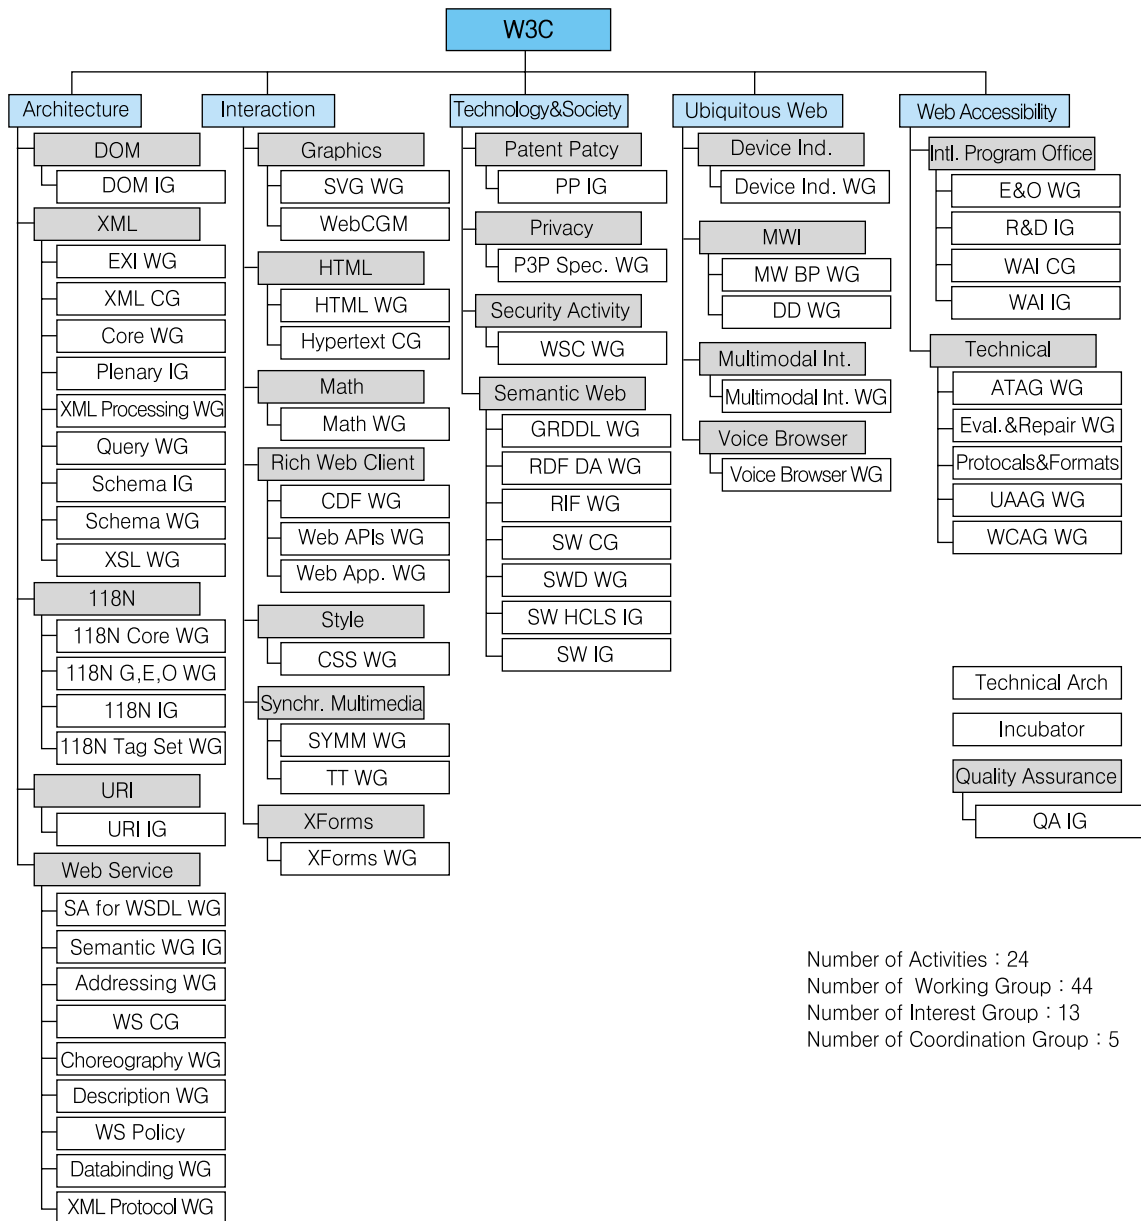 W3C
Architecture
DOM
DOM IG
XML
EXI WG
XML CG
Core WG
Plenary IG
XML Processing WG
Query WG
Schema IG
Schema WG
XSL WG
118N
118N Core WG
118N G,E,O WG
118N IG
118N Tag Set WG
URI
URI IG
Web Service
SA for WSDL WG
Semantic WG IG
Addressing WG
WS CG
Choreography WG
Description WG
WS Policy
Databinding WG
XML Protocol WG
Interaction
Graphics
SVG WG
WebCGM
HTML
HTML WG
Hypertext CG
Math
Math WG
Rich Web Client
CDF WG
Web APIs WG
Web App. WG
Style
CSS WG
Synchr. Multimedia
SYMM WG
TT WG
XForms
XForms WG
Technology&Society
Patent Patcy
PP IG
Privacy
P3P Spec. WG
Security Activity
WSC WG
Semantic Web
GRDDL WG
RDF DA WG
RIF WG
SW CG
SWD WG
SW HCLS IG
SW IG
Ubiquitous Web
Device Ind.
Device Ind. WG
MWI
MW BP WG
DD WG
Multimodal Int.
Multimodal Int. WG
Voice Browser
Voice Browser WG
Web Accessibility
Intl. Program Office
E&O WG
R&D IG
WAI CG
WAI IG
Technical
ATAG WG
Eval.&Repair WG
Protocals&Formats
UAAG WG
WCAG WG
Technical Arch
Incubator
Quality Assurance
QA IG
Number of Activities : 24
Number of Working Group : 44
Number of Interest Group : 13
Number of Coordination Group : 5